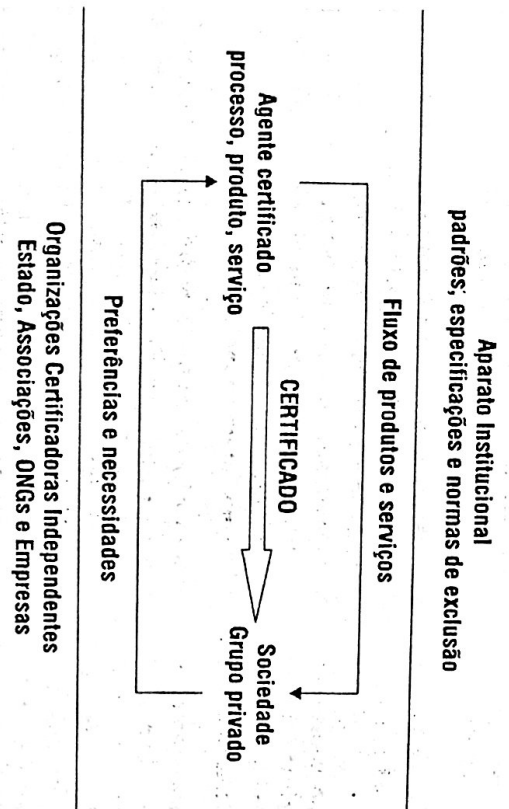 Aparato Institucional
padrões; especificações e normas de exclusão
Fluxo de produtos e serviços
Agente certificado
processo, produto, serviço
CERTIFICADO
Sociedade
Grupo privado
Preferências e necessidades
Organizações Certificadoras Independentes
Estado, Associações, ONGs e Empresas